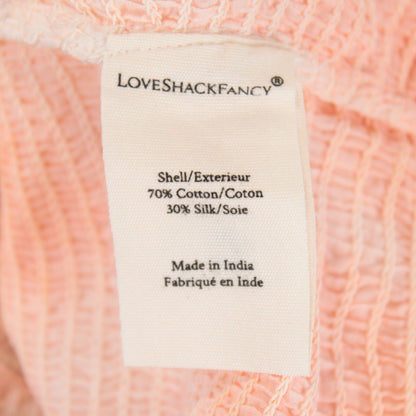 LoveShackFancy®
Shell/Exterieur
70% Cotton/Coton
30% Silk/Soie
Made in India
Fabriqué en Inde